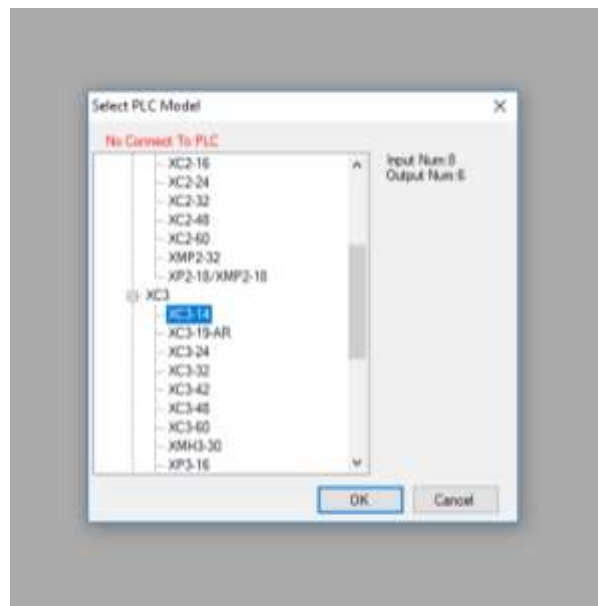 Select PLC Model
No Connect To PLC
XC2-16
XC2-24
XC2-32
XC2-48
XC2-60
XMP2-32
XP2-18/XMP2-18
XC3
XC3-14
XC3-19-AR
XC3-24
XC3-32
XC3-42
XC3-48
XC3-60
XMH3-30
XP3-16
Input Num:8
Output Num:6
OK
Cancel